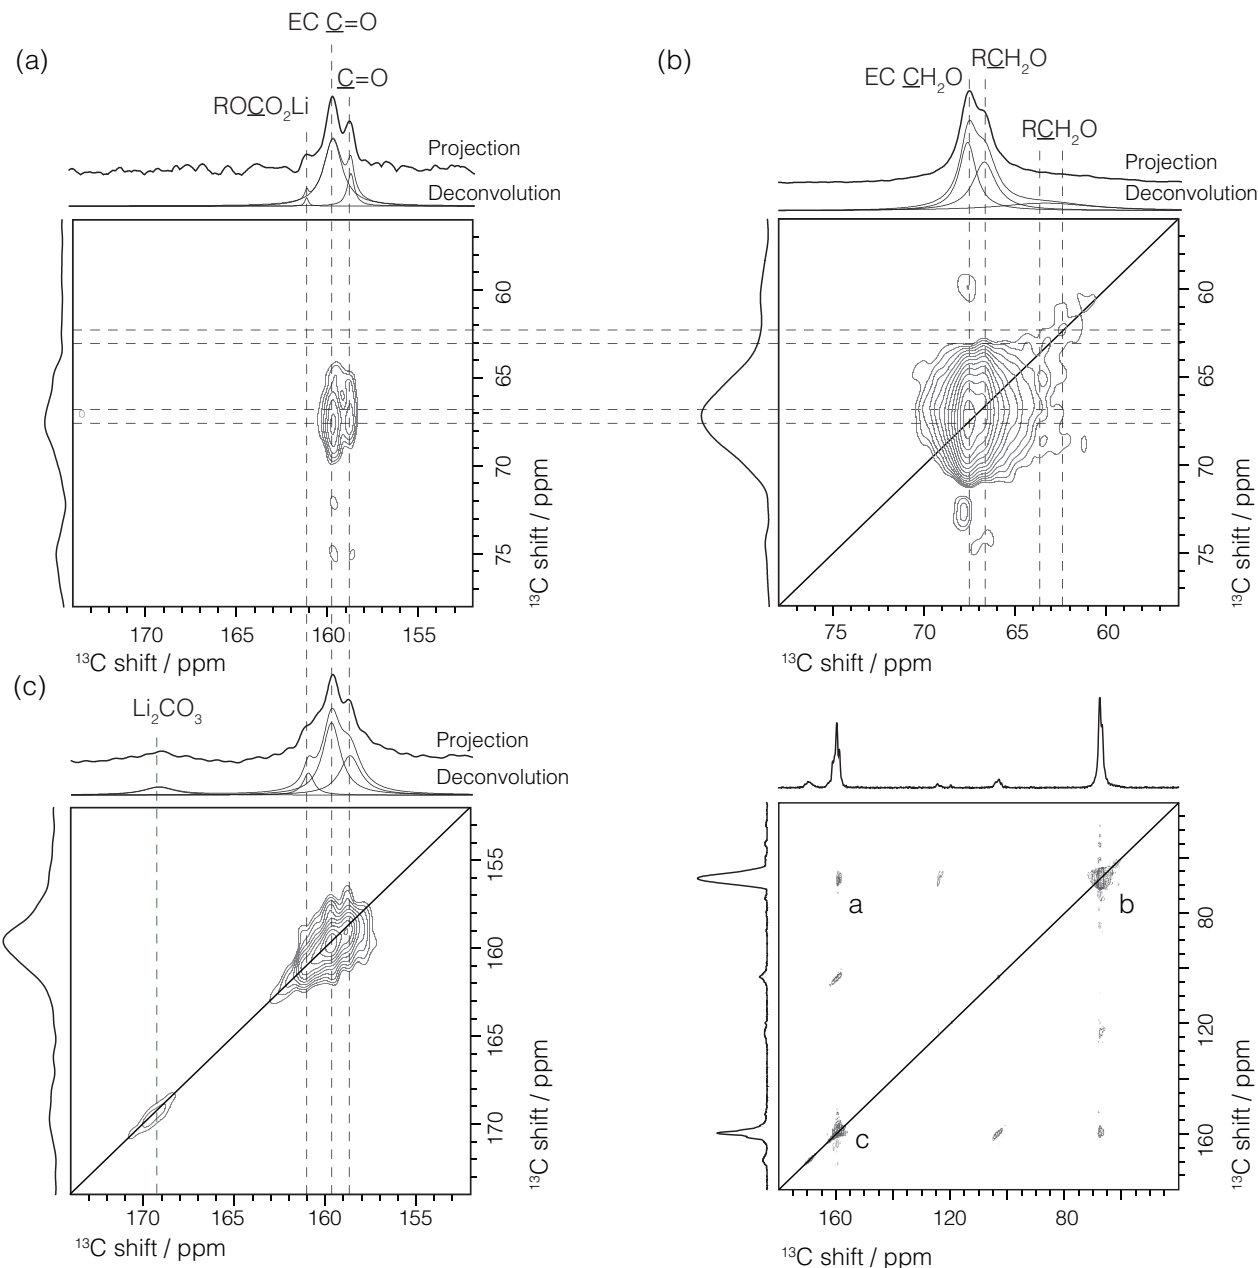 (a)
EC C=O
C=O
ROCO₂Li
Projection
Deconvolution
60
65
70
75
¹³C shift / ppm
170 165 160 155
¹³C shift / ppm
(b)
RCH₂O
EC CH₂O
RCH₂O
Projection
Deconvolution
60
65
70
75
¹³C shift / ppm
75 70 65 60
¹³C shift / ppm
(c)
Li₂CO₃
Projection
Deconvolution
155
160
165
170
¹³C shift / ppm
170 165 160 155
¹³C shift / ppm
a
b
c
80
120
160
¹³C shift / ppm
160 120 80
¹³C shift / ppm